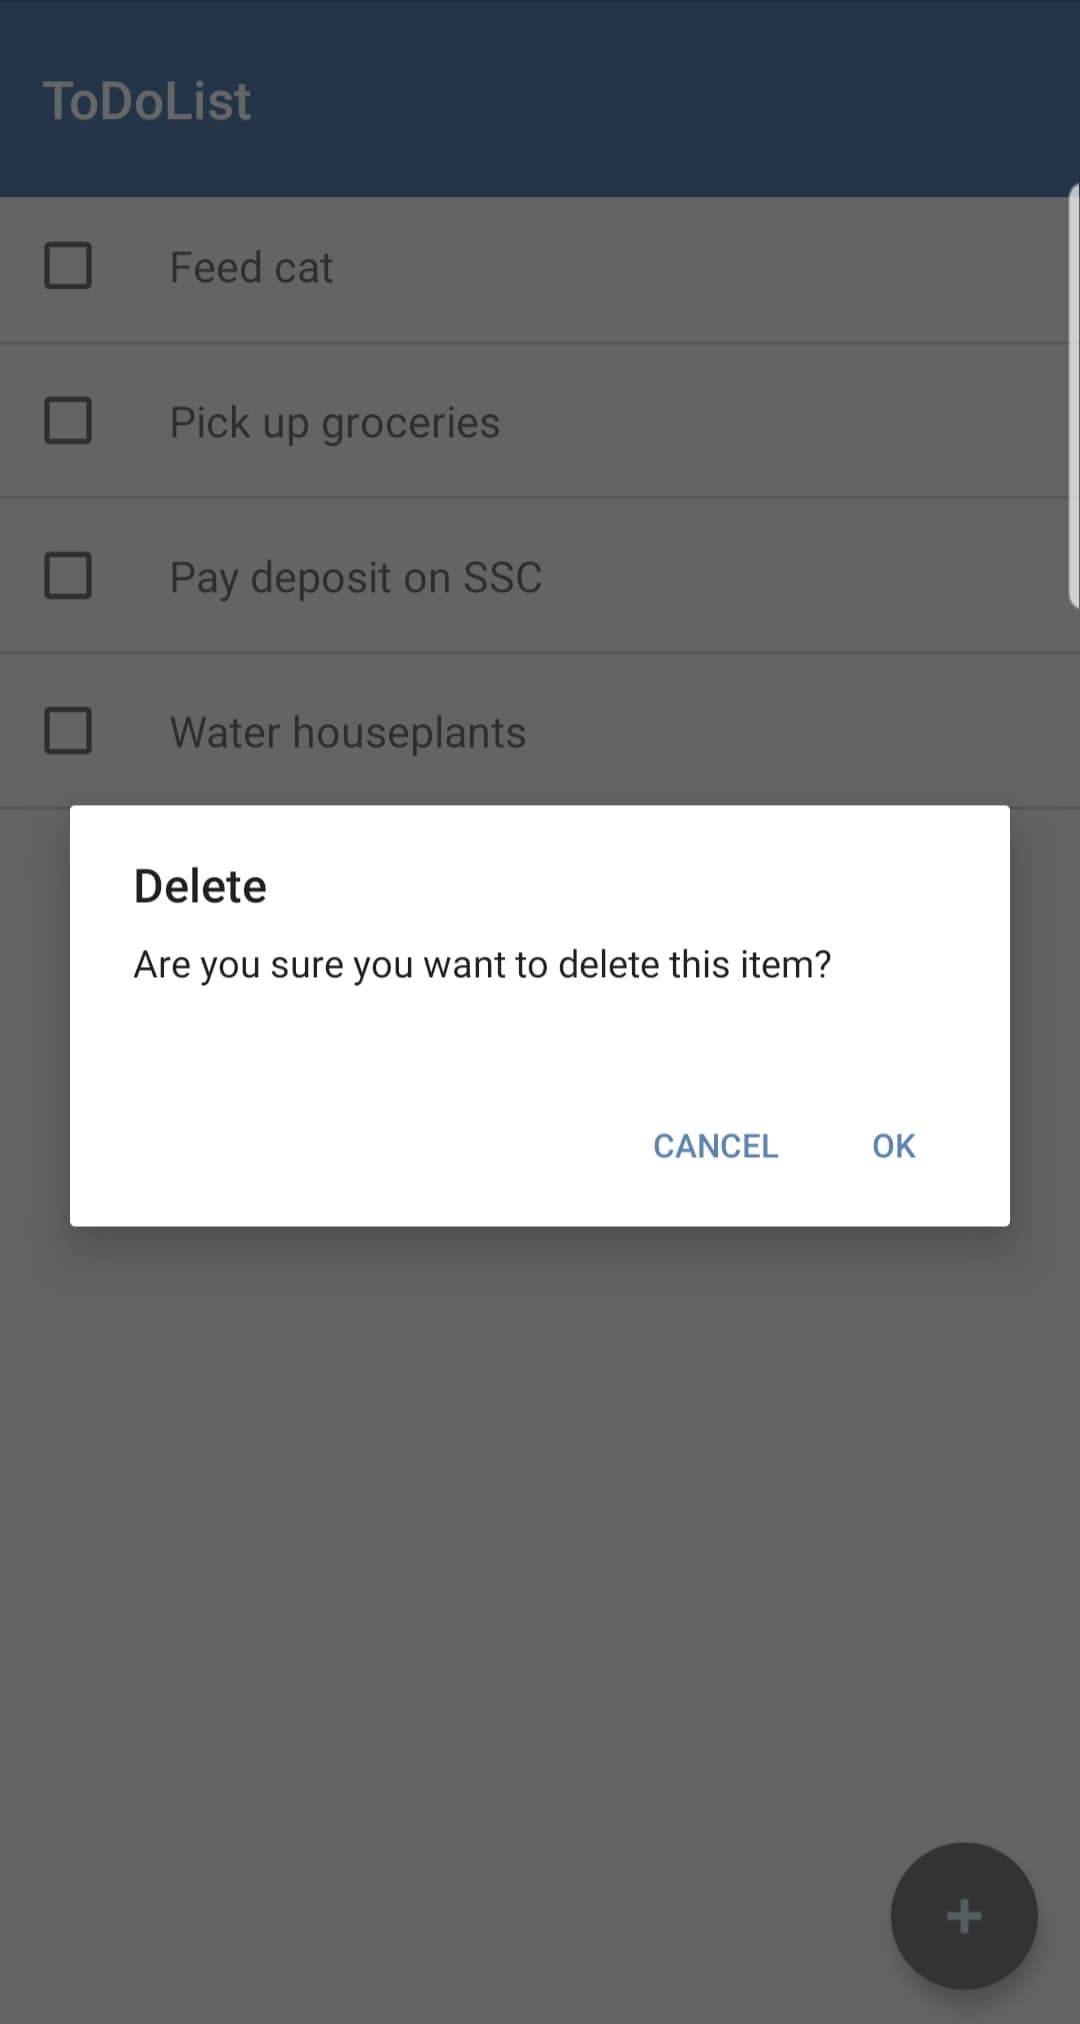 ToDoList
Feed cat
Pick up groceries
Pay deposit on SSC
Water houseplants
Delete
Are you sure you want to delete this item?
CANCEL OK
+